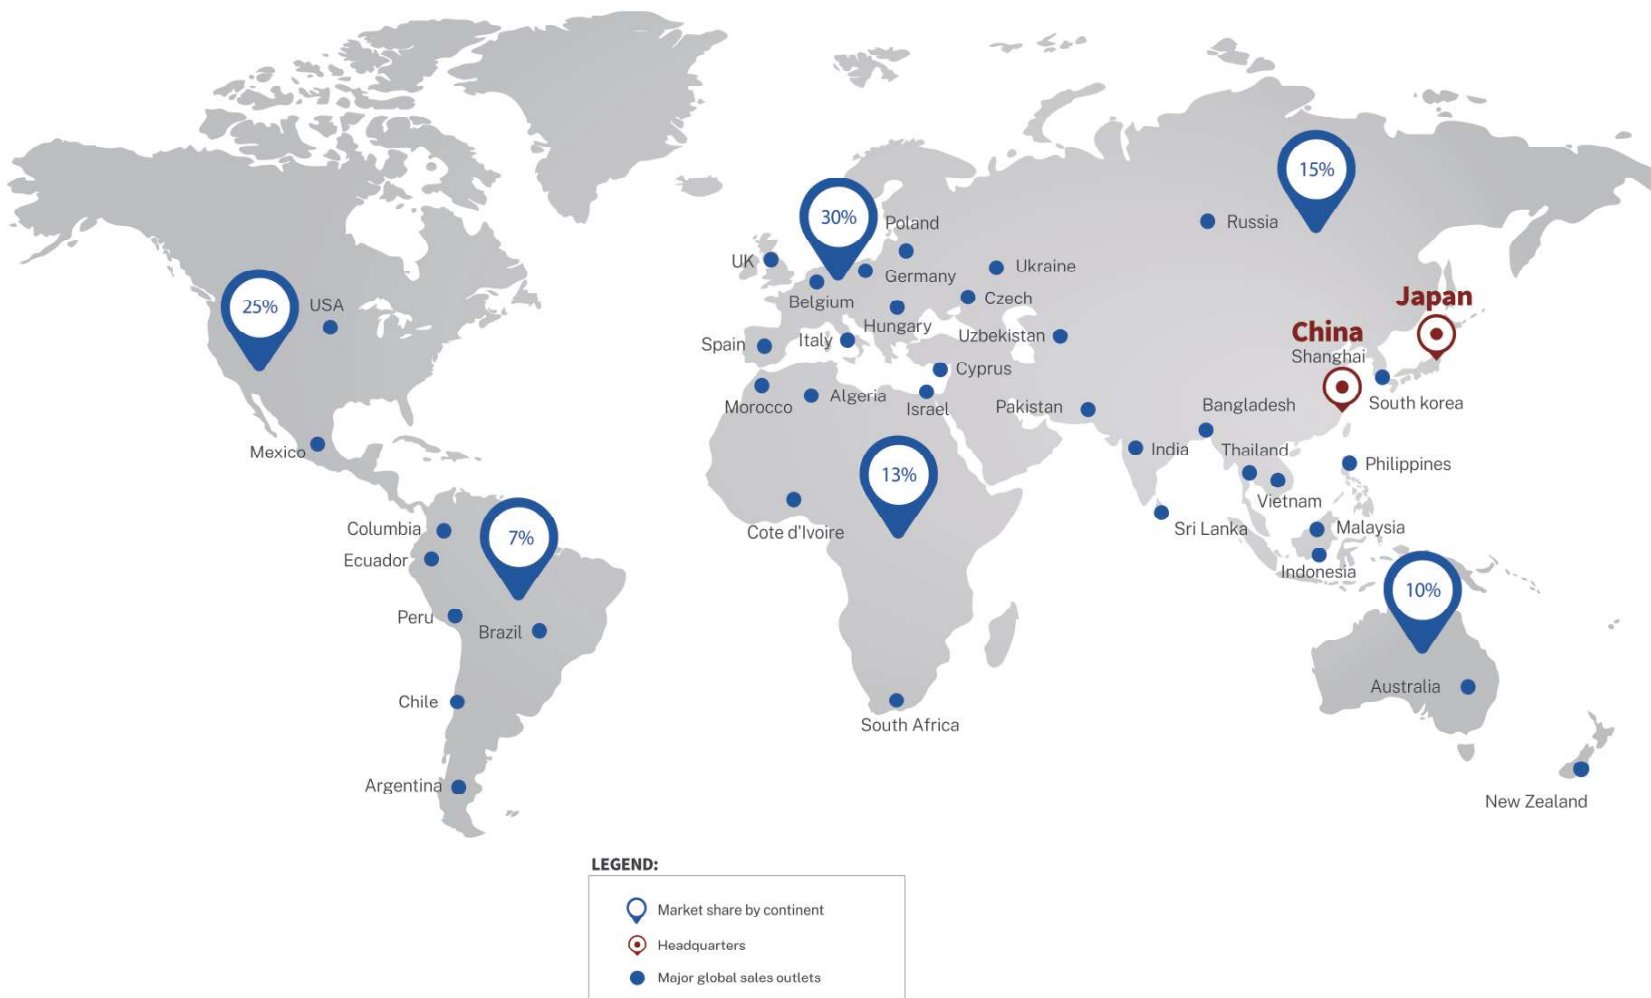 15%
30%
Poland
Russia
UK
Germany
Ukraine
Belgium
Czech
25%
USA
Hungary
Spain
Italy
Uzbekistan
Japan
China
Shanghai
Cyprus
Morocco
Algeria
Israel
Pakistan
Bangladesh
South korea
Mexico
13%
India
Thailand
Philippines
Vietnam
Columbia
7%
Cote d'Ivoire
Sri Lanka
Malaysia
Ecuador
Indonesia
10%
Peru
Brazil
Chile
South Africa
Australia
Argentina
New Zealand
LEGEND:
Market share by continent
Headquarters
Major global sales outlets